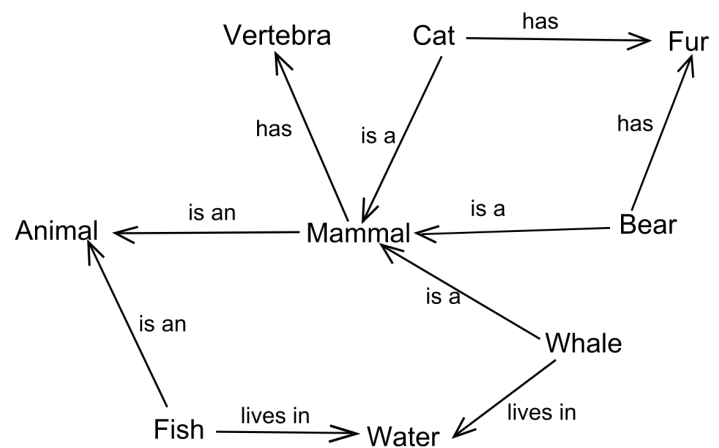 Vertebra
Cat
has
Fur
has
is a
has
Animal
is an
Mammal
is a
Bear
is an
is a
Whale
Fish
lives in
Water
lives in